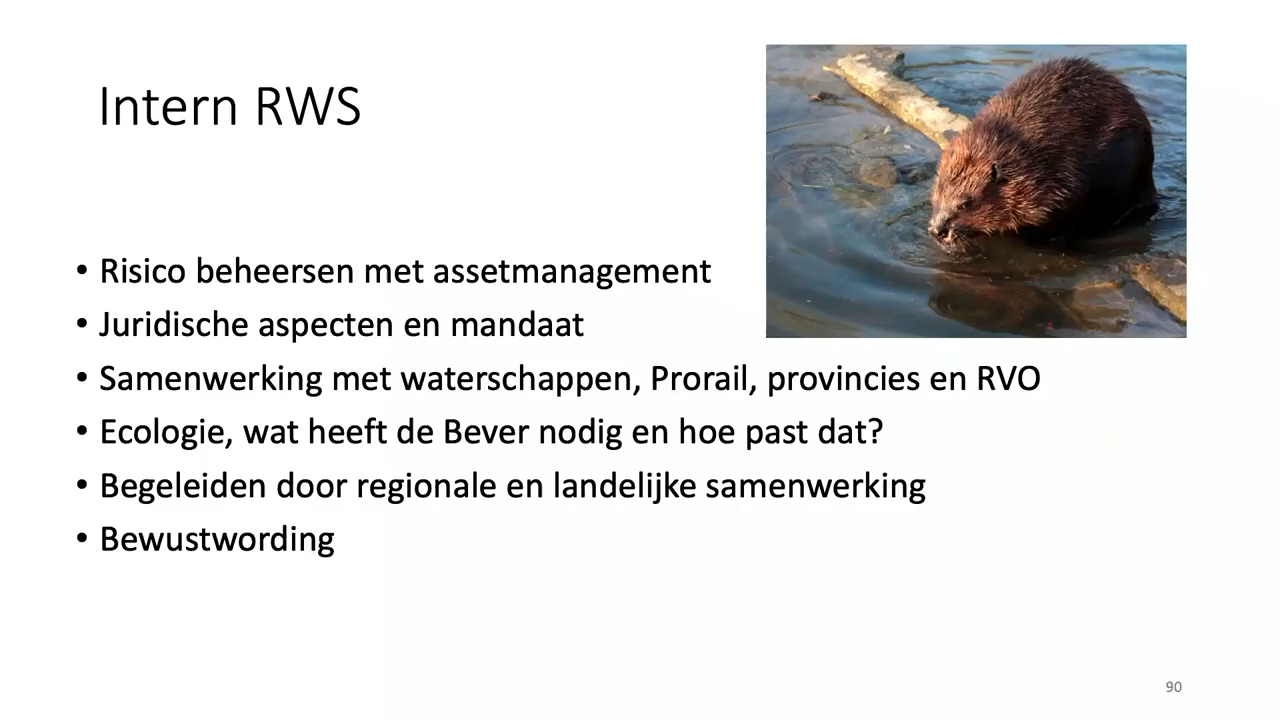 Intern RWS
• Risico beheersen met assetmanagement
• Juridische aspecten en mandaat
• Samenwerking met waterschappen, Prorail, provincies en RVO
• Ecologie, wat heeft de Bever nodig en hoe past dat?
• Begeleiden door regionale en landelijke samenwerking
• Bewustwording
90